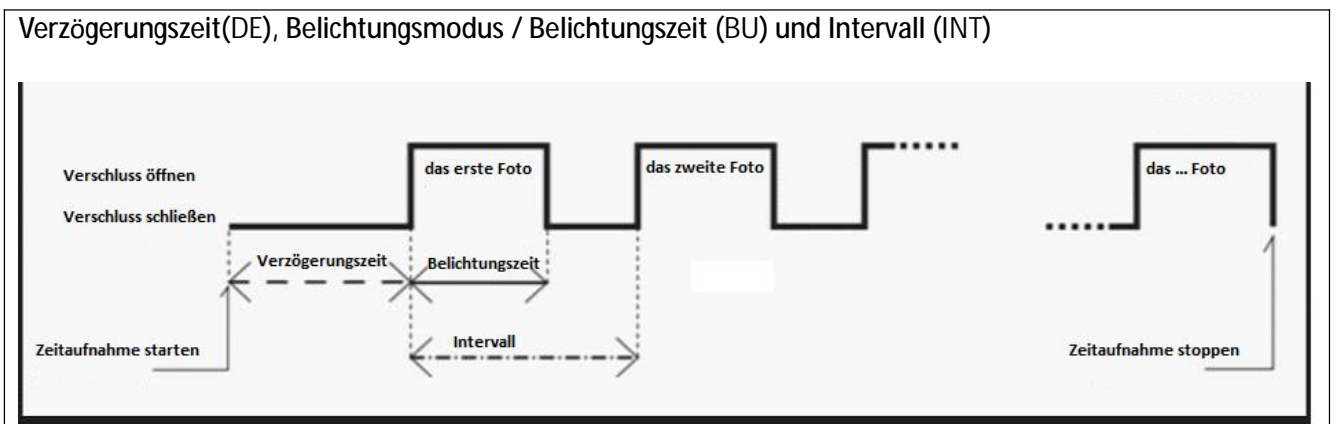 Verzögerungszeit(DE), Belichtungsmodus / Belichtungszeit (BU) und Intervall (INT)
das erste Foto
das zweite Foto
das ... Foto
Verschluss öffnen
Verschluss schließen
Verzögerungszeit
Belichtungszeit
Intervall
Zeitaufnahme starten
Zeitaufnahme stoppen